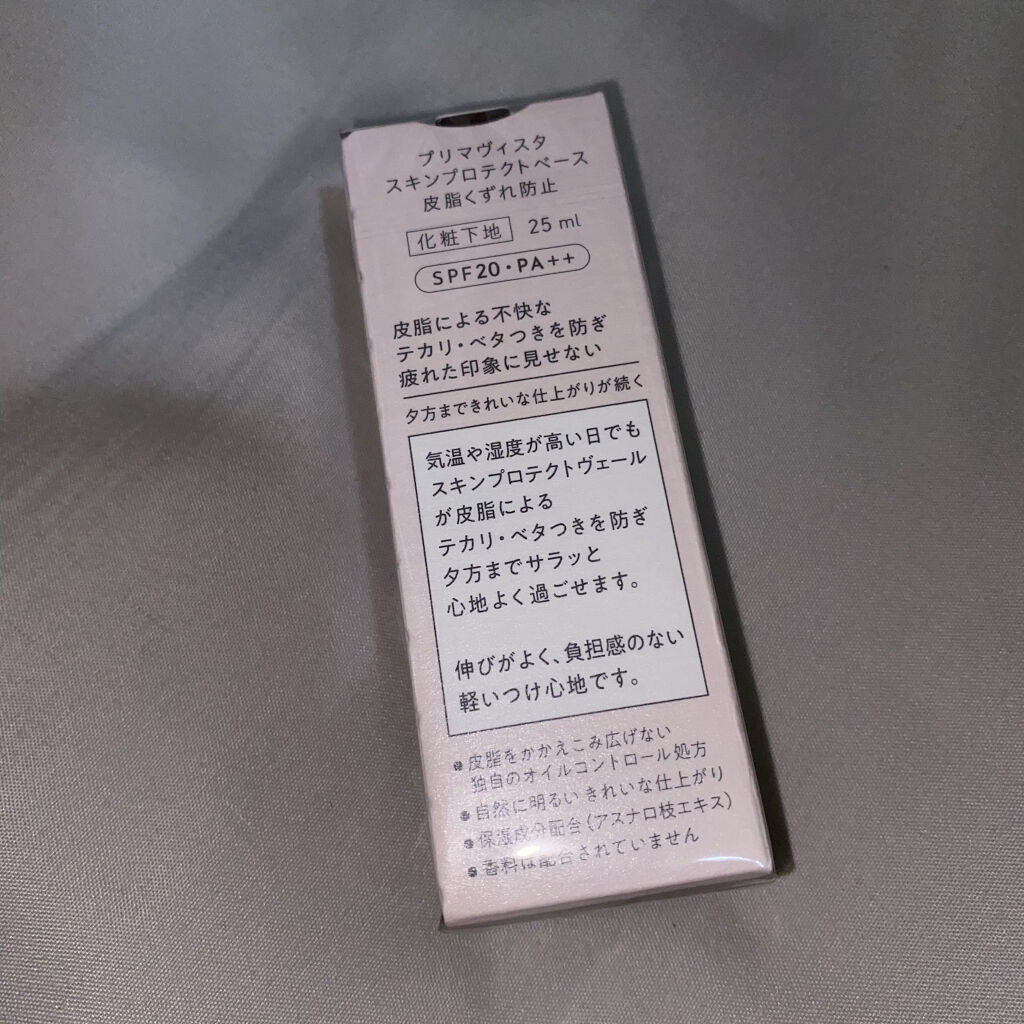 プリマヴィスタ
スキンプロテクトベース
皮脂くずれ防止
化粧下地 25 ml
SPF20・PA++
皮脂による不快な
テカリ・ベタつきを防ぎ
疲れた印象に見せない
夕方まできれいな仕上がりが続く
気温や湿度が高い日でも
スキンプロテクトヴェール
が皮脂による
テカリ・ベタつきを防ぎ
夕方までサラッと
心地よく過ごせます。
伸びがよく、負担感のない
軽いつけ心地です。
●皮脂をかかえこみ広げない
独自のオイルコントロール処方
●自然に明るい きれいな仕上がり
●保湿成分配合（アスナロ枝エキス）
●香料は配合されていません